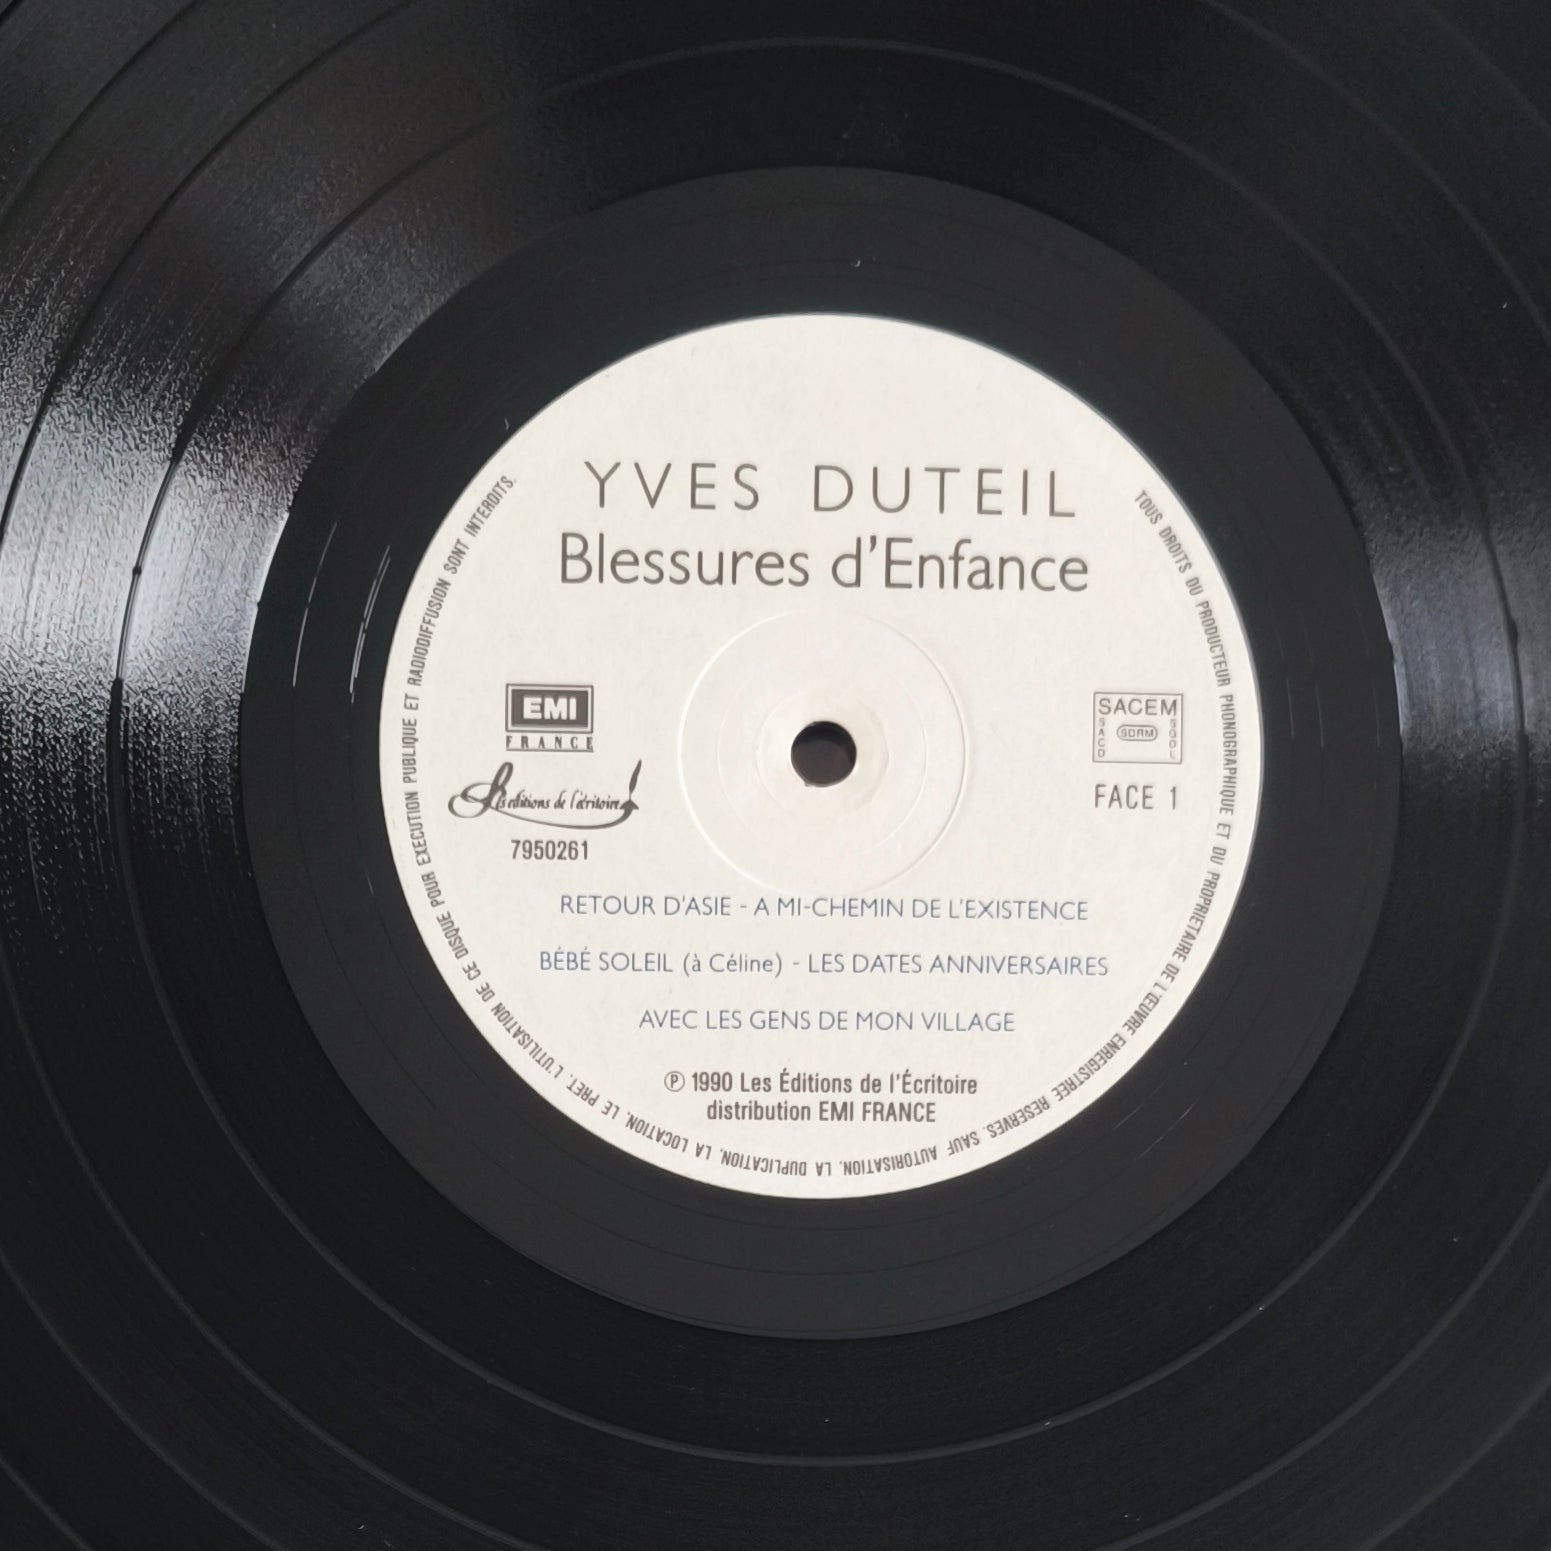 YVES DUTEIL
Blessures d'Enfance
EMI
FRANCE
Les editions de l'écritoire
7950261
SACEM
SACD
SDRM
SGDL
FACE 1
RETOUR D'ASIE - A MI-CHEMIN DE L'EXISTENCE
BÉBÉ SOLEIL (à Céline) - LES DATES ANNIVERSAIRES
AVEC LES GENS DE MON VILLAGE
℗ 1990 Les Éditions de l'Écritoire
distribution EMI FRANCE
TOUS DROITS DU PRODUCTEUR PHONOGRAPHIQUE ET DU PROPRIETAIRE DE L'ŒUVRE ENREGISTREE RESERVES. SAUF AUTORISATION, LA DUPLICATION, LA LOCATION, LE PRET, L'UTILISATION DE CE DISQUE POUR EXECUTION PUBLIQUE ET RADIODIFFUSION SONT INTERDITS.